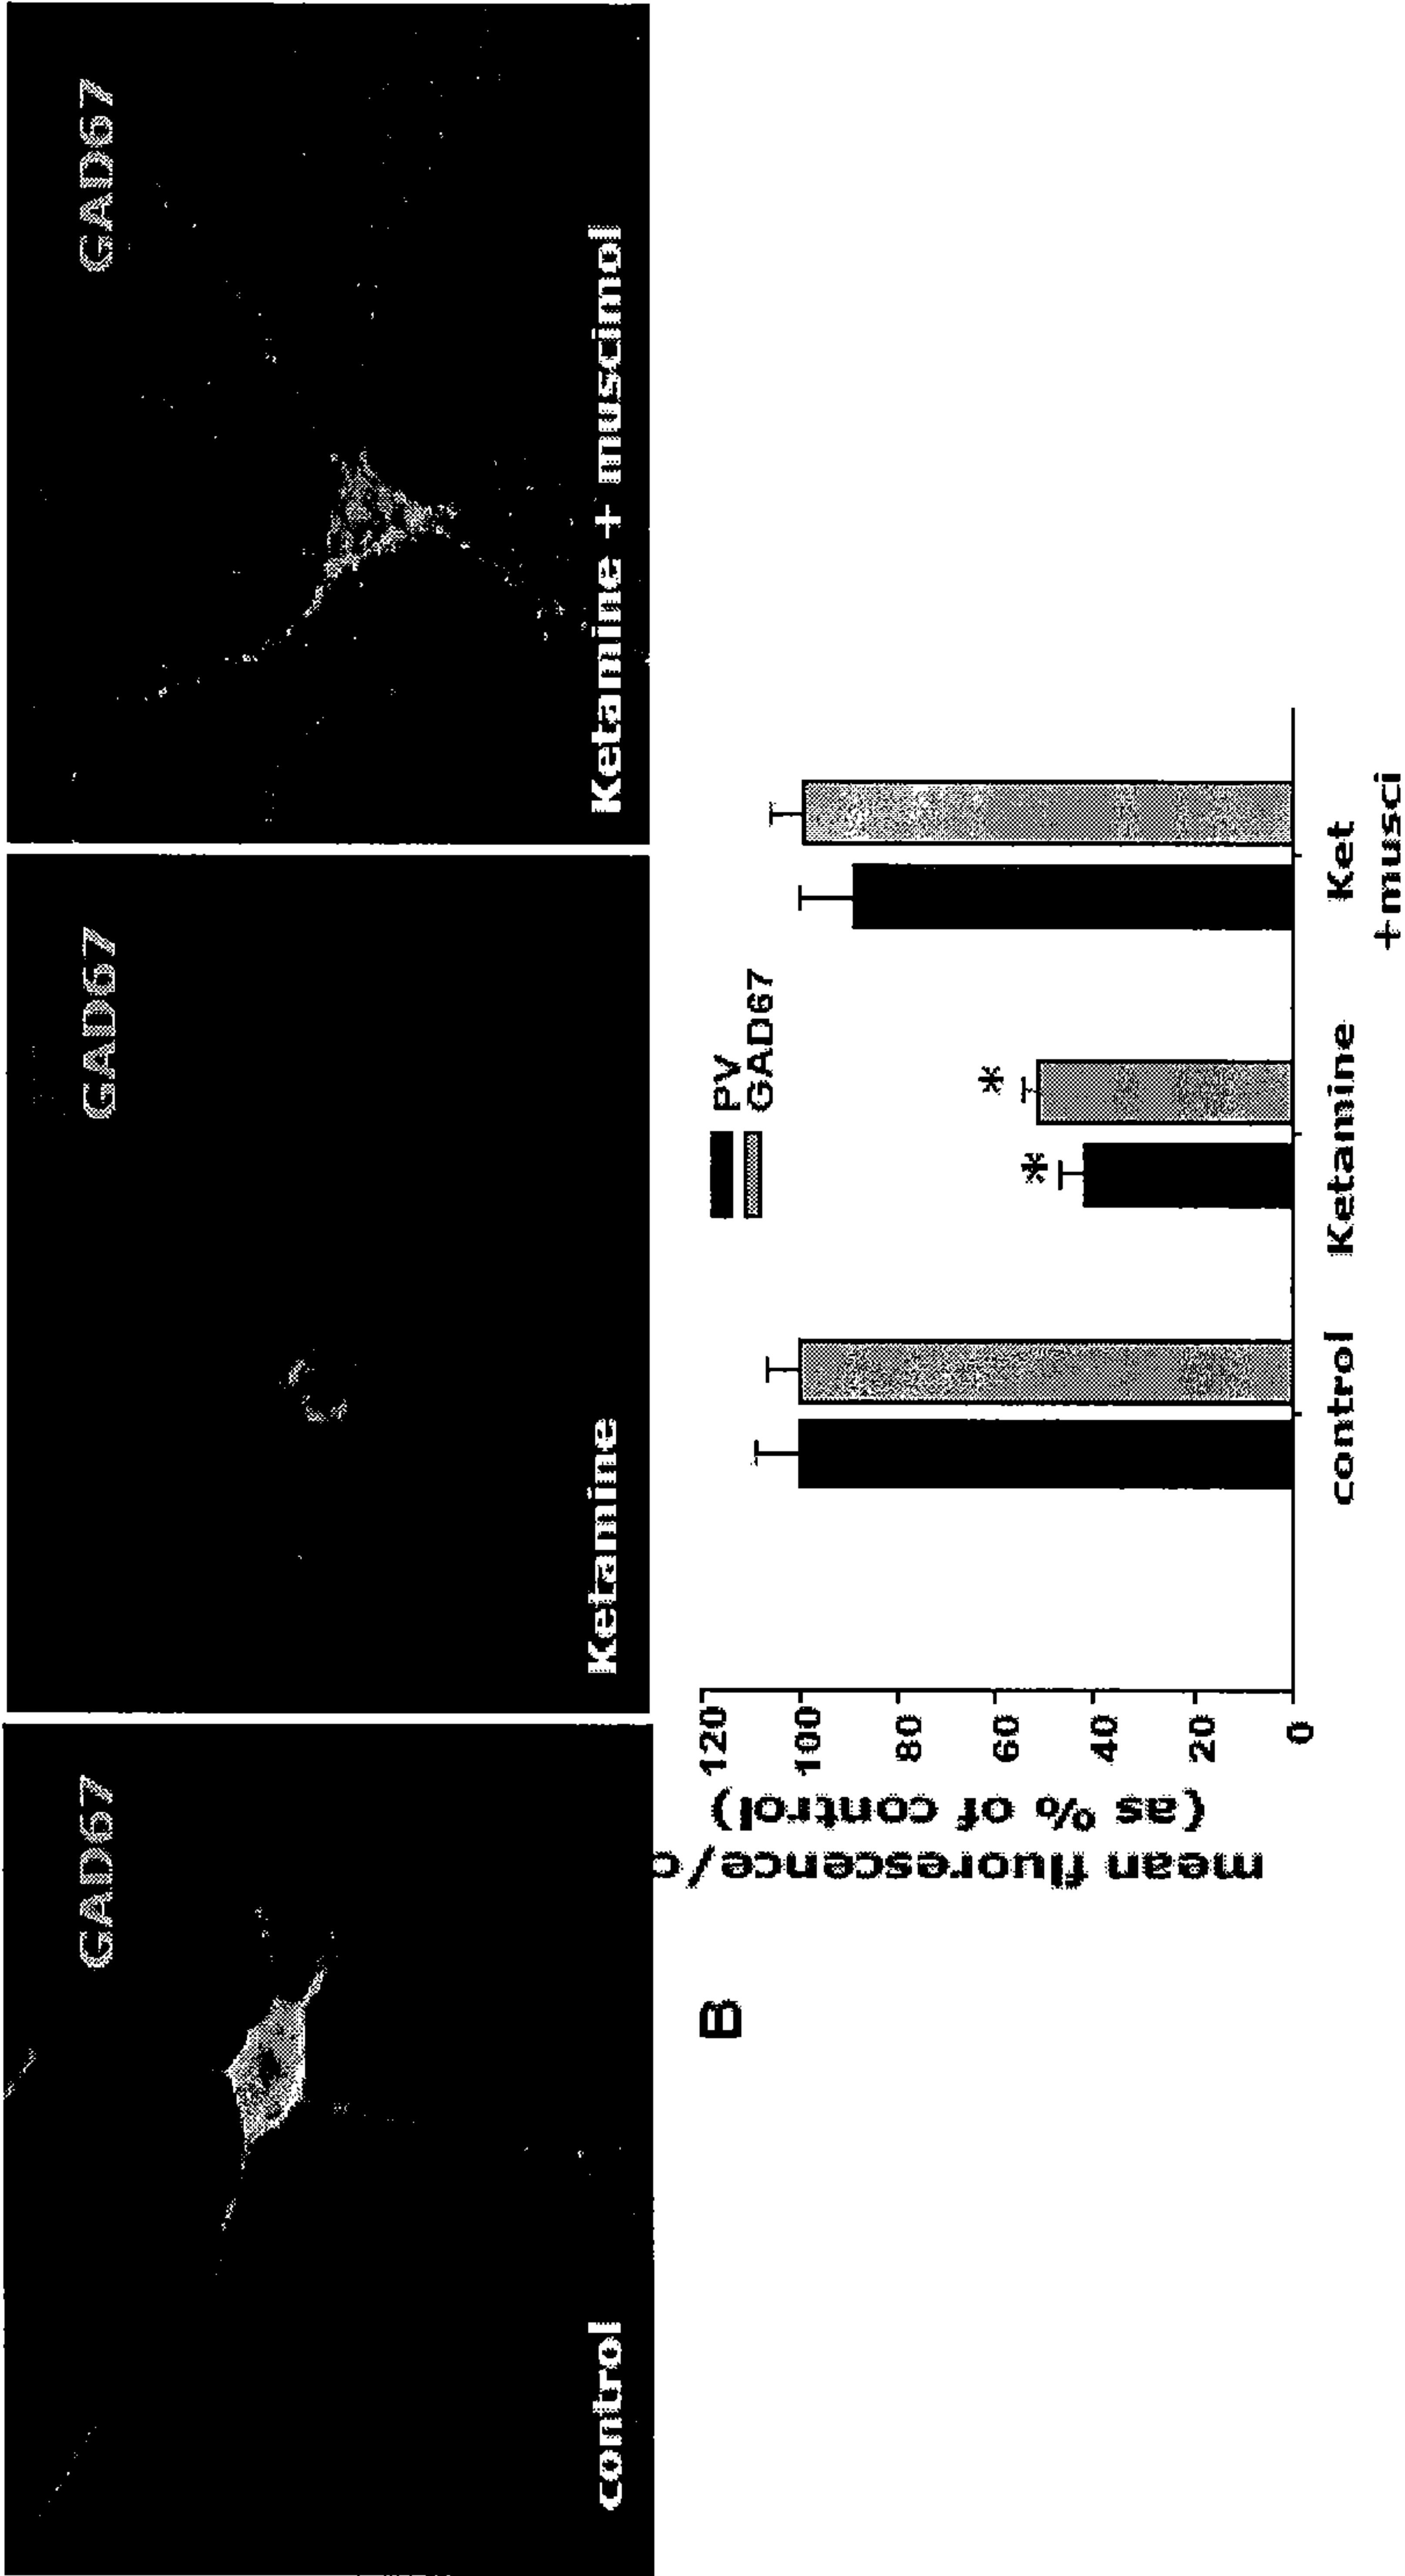 GAD67
control
GAD67
Ketamine
GAD67
Ketamine + muscimol
B
mean fluorescence/c
(as % of control)
120
100
80
60
40
20
0
PV
GAD67
*
*
control
Ketamine
Ket
+musci